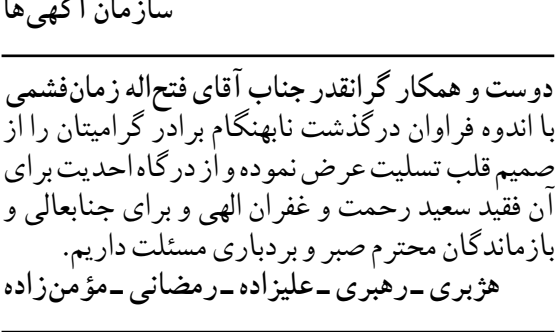 سازمان آگهی‌ها
دوست و همکار گرانقدر جناب آقای فتح‌اله زمان‌فشمی
با اندوه فراوان درگذشت نابهنگام برادر گرامیتان را از
صمیم قلب تسلیت عرض نموده و از درگاه احدیت برای
آن فقید سعید رحمت و غفران الهی و برای جنابعالی و
بازماندگان محترم صبر و بردباری مسئلت داریم.
هژبری ـ رهبری ـ علیزاده ـ رمضانی ـ مؤمن‌زاده